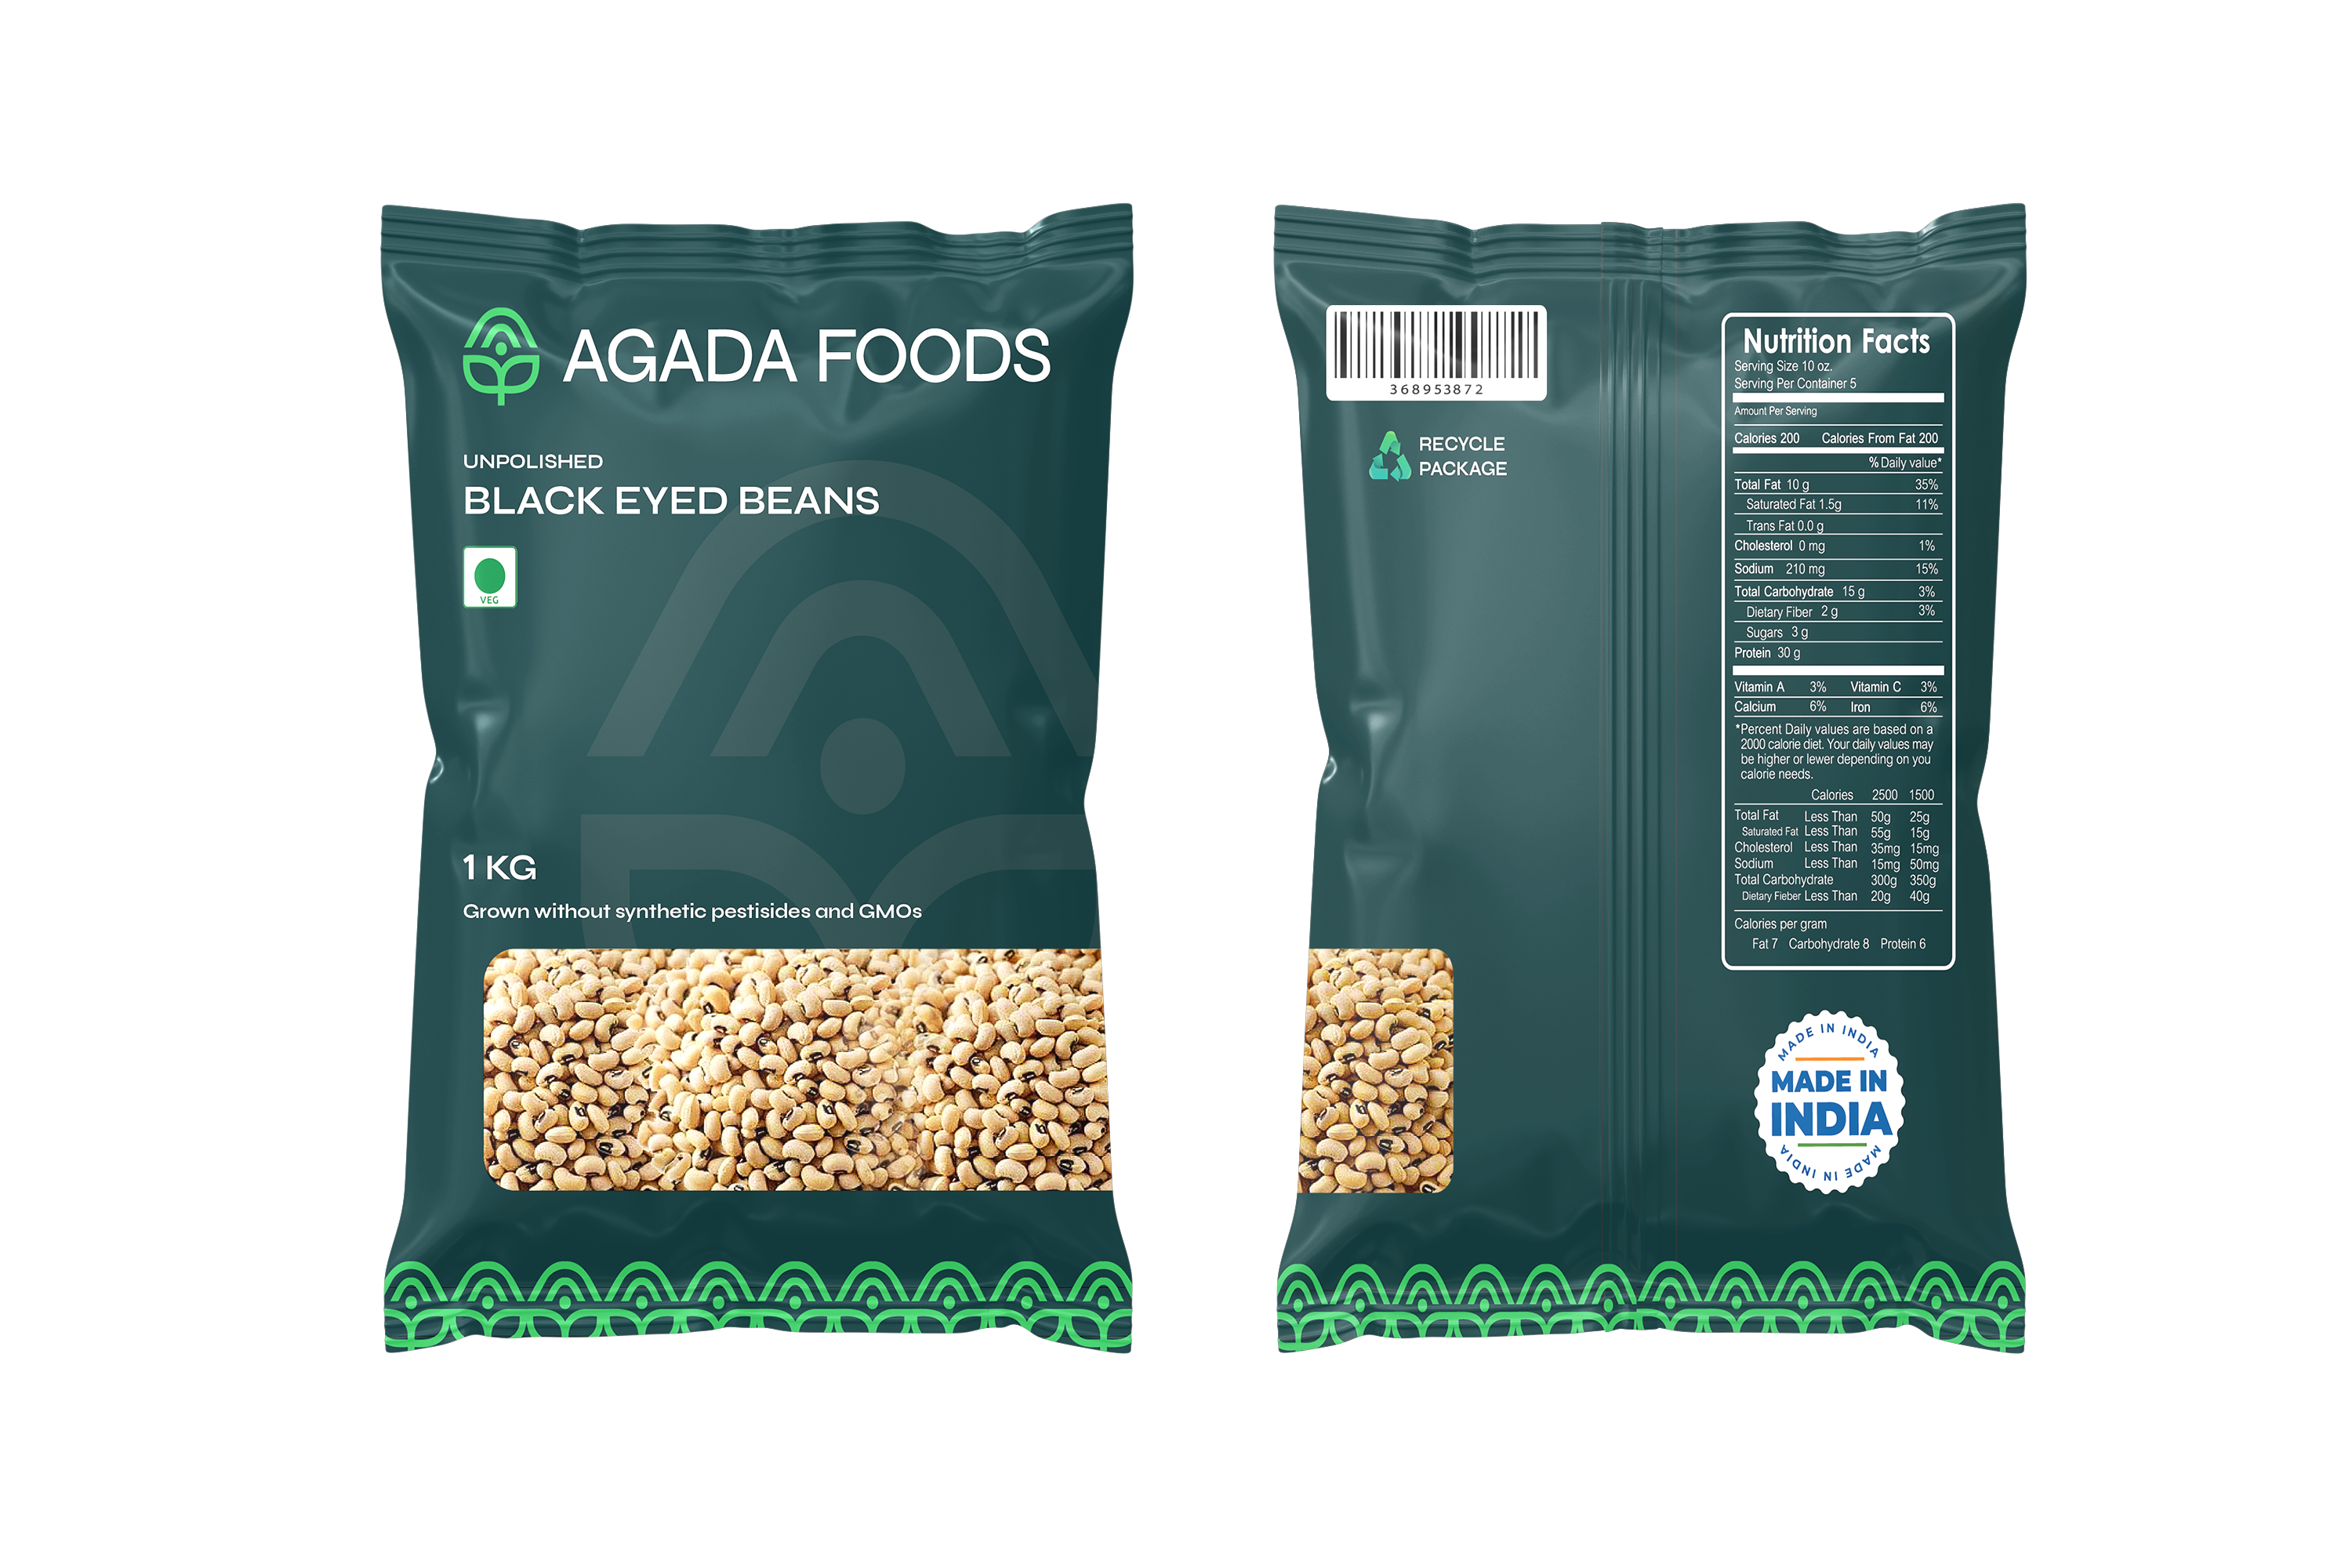 AGADA FOODS
UNPOLISHED
BLACK EYED BEANS
VEG
1 KG
Grown without synthetic pestisides and GMOs
368953872
RECYCLE
PACKAGE
Nutrition Facts
Serving Size 10 oz.
Serving Per Container 5
Amount Per Serving
Calories 200 Calories From Fat 200
% Daily value*
Total Fat 10 g 35%
Saturated Fat 1.5g 11%
Trans Fat 0.0 g
Cholesterol 0 mg 1%
Sodium 210 mg 15%
Total Carbohydrate 15 g 3%
Dietary Fiber 2 g 3%
Sugars 3 g
Protein 30 g
Vitamin A 3% Vitamin C 3%
Calcium 6% Iron 6%
*Percent Daily values are based on a
2000 calorie diet. Your daily values may
be higher or lewer depending on you
calorie needs.
Calories 2500 1500
Total Fat Less Than 50g 25g
Saturated Fat Less Than 55g 15g
Cholesterol Less Than 35mg 15mg
Sodium Less Than 15mg 50mg
Total Carbohydrate 300g 350g
Dietary Fieber Less Than 20g 40g
Calories per gram
Fat 7 Carbohydrate 8 Protein 6
MADE IN INDIA
MADE IN
INDIA
MADE IN INDIA